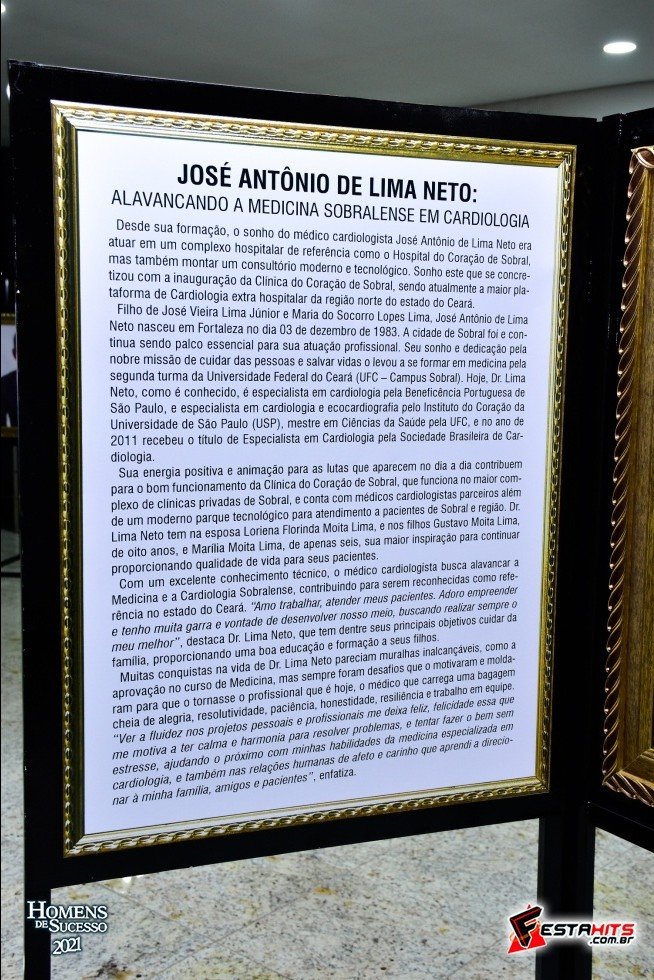 JOSÉ ANTÔNIO DE LIMA NETO:
ALAVANCANDO A MEDICINA SOBRALENSE EM CARDIOLOGIA
Desde sua formação, o sonho do médico cardiologista José Antônio de Lima Neto era
atuar em um complexo hospitalar de referência como o Hospital do Coração de Sobral,
mas também montar um consultório moderno e tecnológico. Sonho este que se concre-
tizou com a inauguração da Clínica do Coração de Sobral, sendo atualmente a maior pla-
taforma de Cardiologia extra hospitalar da região norte do estado do Ceará.
Filho de José Vieira Lima Júnior e Maria do Socorro Lopes Lima, José Antônio de Lima
Neto nasceu em Fortaleza no dia 03 de dezembro de 1983. A cidade de Sobral foi e con-
tinua sendo palco essencial para sua atuação profissional. Seu sonho e dedicação pela
nobre missão de cuidar das pessoas e salvar vidas o levou a se formar em medicina pela
segunda turma da Universidade Federal do Ceará (UFC – Campus Sobral). Hoje, Dr. Lima
Neto, como é conhecido, é especialista em cardiologia pela Beneficência Portuguesa de
São Paulo, e especialista em cardiologia e ecocardiografia pelo Instituto do Coração da
Universidade de São Paulo (USP), mestre em Ciências da Saúde pela UFC, e no ano de
2011 recebeu o título de Especialista em Cardiologia pela Sociedade Brasileira de Car-
diologia.
Sua energia positiva e animação para as lutas que aparecem no dia a dia contribuem
para o bom funcionamento da Clínica do Coração de Sobral, que funciona no maior com-
plexo de clínicas privadas de Sobral, e conta com médicos cardiologistas parceiros além
de um moderno parque tecnológico para atendimento a pacientes de Sobral e região. Dr.
Lima Neto tem na esposa Loriena Florinda Moita Lima, e nos filhos Gustavo Moita Lima,
de oito anos, e Marília Moita Lima, de apenas seis, sua maior inspiração para continuar
proporcionando qualidade de vida para seus pacientes.
Com um excelente conhecimento técnico, o médico cardiologista busca alavancar a
Medicina e a Cardiologia Sobralense, contribuindo para serem reconhecidas como refe-
rência no estado do Ceará. “Amo trabalhar, atender meus pacientes. Adoro empreender
e tenho muita garra e vontade de desenvolver nosso meio, buscando realizar sempre o
meu melhor”, destaca Dr. Lima Neto, que tem dentre seus principais objetivos cuidar da
família, proporcionando uma boa educação e formação a seus filhos.
Muitas conquistas na vida de Dr. Lima Neto pareciam muralhas inalcançáveis, como a
aprovação no curso de Medicina, mas sempre foram desafios que o motivaram e molda-
ram para que o tornasse o profissional que é hoje, o médico que carrega uma bagagem
cheia de alegria, resolutividade, paciência, honestidade, resiliência e trabalho em equipe.
“Ver a fluidez nos projetos pessoais e profissionais me deixa feliz, felicidade essa que
me motiva a ter calma e harmonia para resolver problemas, e tentar fazer o bem sem
estresse, ajudando o próximo com minhas habilidades da medicina especializada em
cardiologia, e também nas relações humanas de afeto e carinho que aprendi a direcio-
nar à minha família, amigos e pacientes”, enfatiza.
HOMENS
DE SUCESSO
2021
FESTAHITS
.com.br